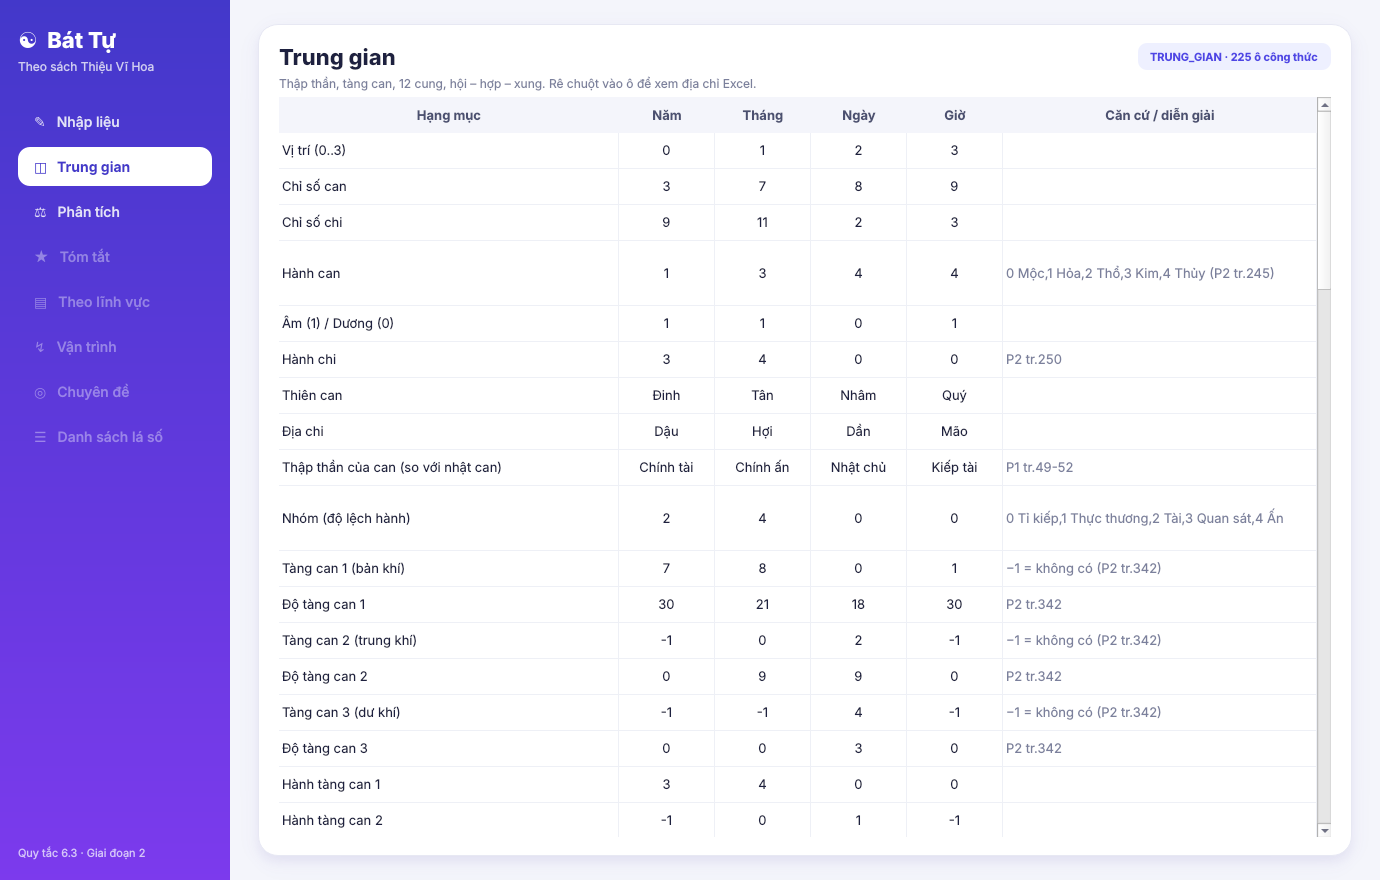 ☯ Bát Tự
Theo sách Thiệu Vĩ Hoa
✎ Nhập liệu
◫ Trung gian
⚖ Phân tích
★ Tóm tắt
▤ Theo lĩnh vực
↯ Vận trình
◎ Chuyên đề
☰ Danh sách lá số
Quy tắc 6.3 · Giai đoạn 2
Trung gian
TRUNG_GIAN · 225 ô công thức
Thập thần, tàng can, 12 cung, hội – hợp – xung. Rê chuột vào ô để xem địa chỉ Excel.
Hạng mục Năm Tháng Ngày Giờ Căn cứ / diễn giải
Vị trí (0..3) 0 1 2 3
Chỉ số can 3 7 8 9
Chỉ số chi 9 11 2 3
Hành can 1 3 4 4 0 Mộc,1 Hỏa,2 Thổ,3 Kim,4 Thủy (P2 tr.245)
Âm (1) / Dương (0) 1 1 0 1
Hành chi 3 4 0 0 P2 tr.250
Thiên can Đinh Tân Nhâm Quý
Địa chi Dậu Hợi Dần Mão
Thập thần của can (so với nhật can) Chính tài Chính ấn Nhật chủ Kiếp tài P1 tr.49-52
Nhóm (độ lệch hành) 2 4 0 0 0 Tỉ kiếp,1 Thực thương,2 Tài,3 Quan sát,4 Ấn
Tàng can 1 (bản khí) 7 8 0 1 −1 = không có (P2 tr.342)
Độ tàng can 1 30 21 18 30 P2 tr.342
Tàng can 2 (trung khí) -1 0 2 -1 −1 = không có (P2 tr.342)
Độ tàng can 2 0 9 9 0 P2 tr.342
Tàng can 3 (dư khí) -1 -1 4 -1 −1 = không có (P2 tr.342)
Độ tàng can 3 0 0 3 0 P2 tr.342
Hành tàng can 1 3 4 0 0
Hành tàng can 2 -1 0 1 -1